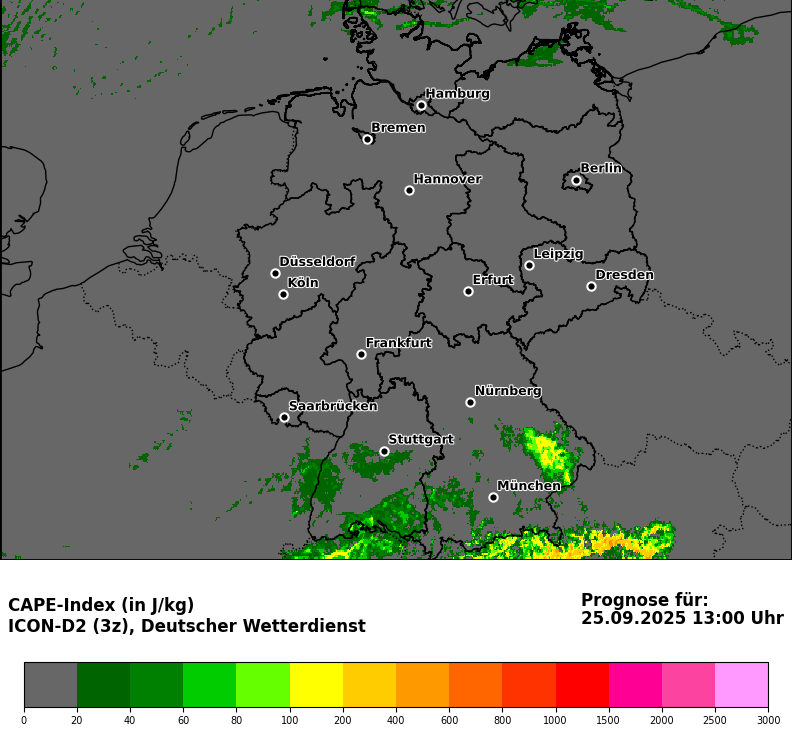 Hamburg
Bremen
Berlin
Hannover
Leipzig
Düsseldorf
Dresden
Köln
Erfurt
Frankfurt
Nürnberg
Saarbrücken
Stuttgart
München
CAPE-Index (in J/kg)
ICON-D2 (3z), Deutscher Wetterdienst
Prognose für:
25.09.2025 13:00 Uhr
0 20 40 60 80 100 200 400 600 800 1000 1500 2000 2500 3000